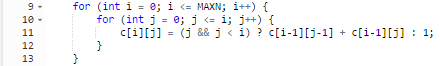 9 -     for (int i = 0; i <= MAXN; i++) {
10 -         for (int j = 0; j <= i; j++) {
11             c[i][j] = (j && j < i) ? c[i-1][j-1] + c[i-1][j] : 1;
12         }
13     }